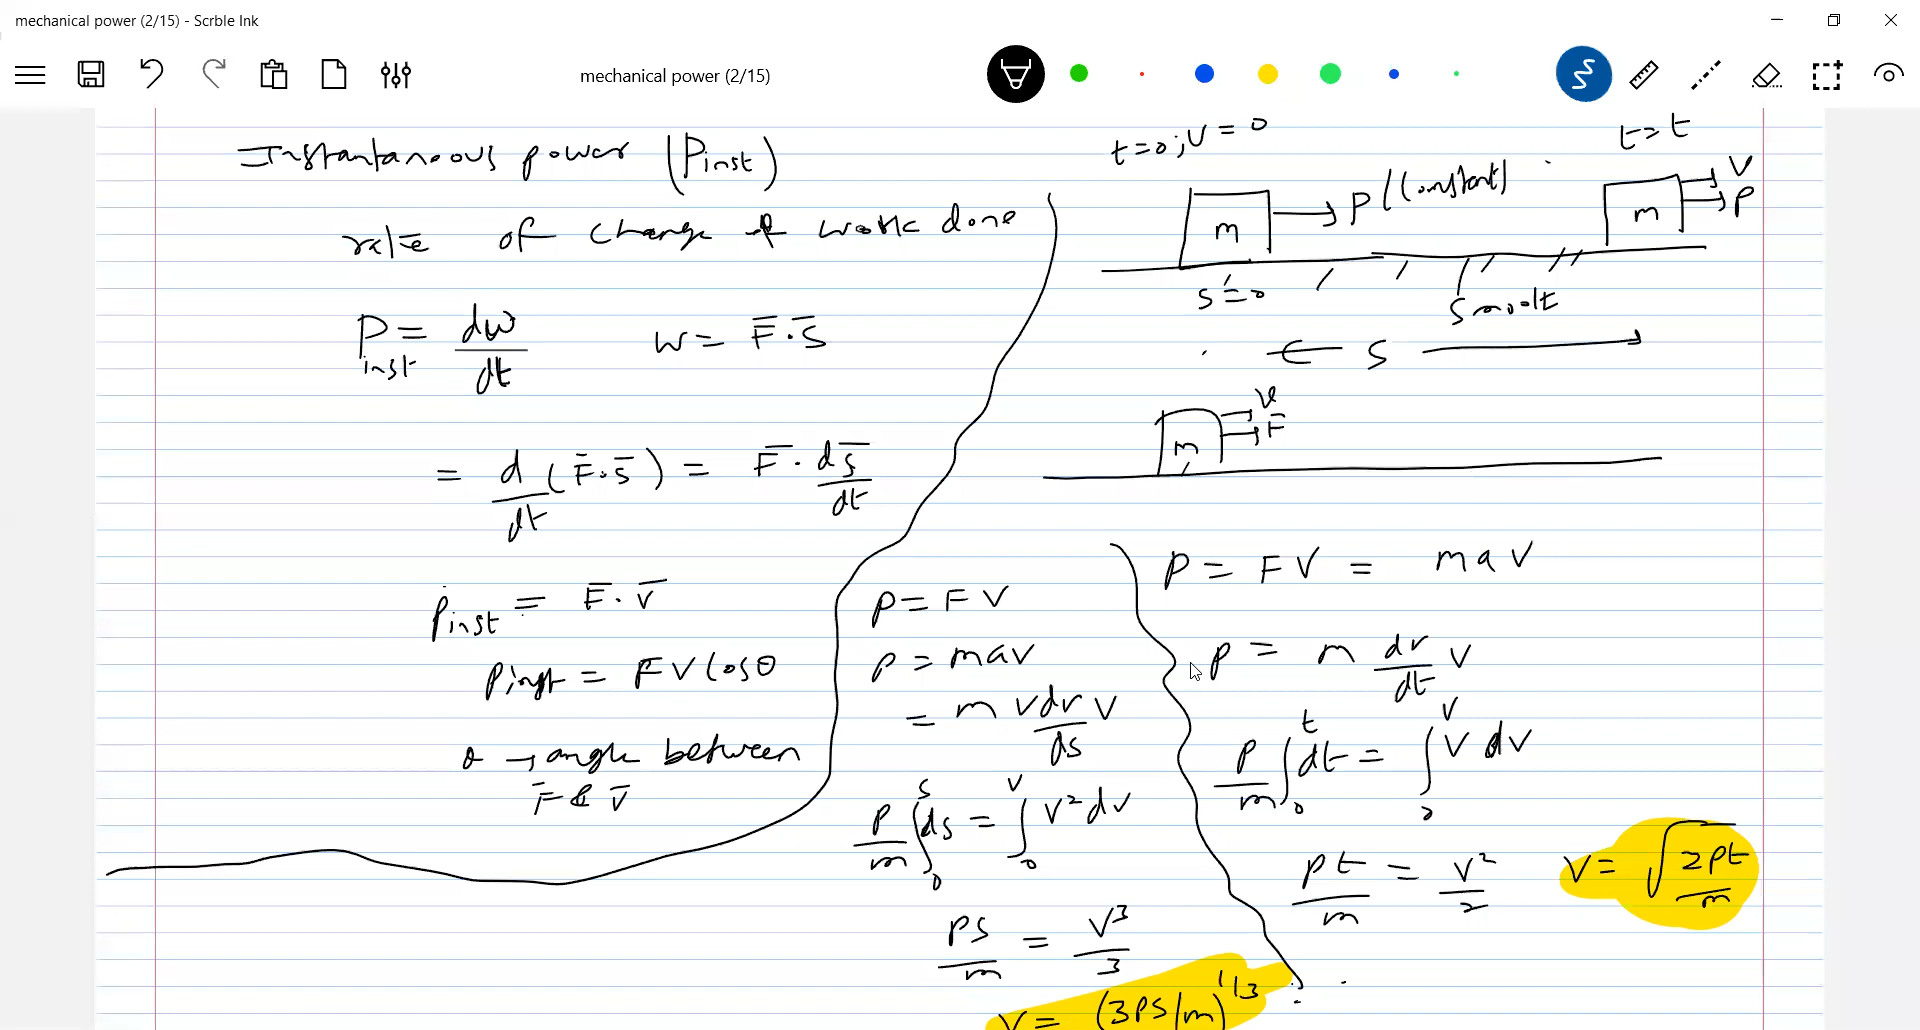 mechanical power (2/15) - Scrble Ink
mechanical power (2/15)
Instantaneous power (Pinst)
rate of change of work done
Pinst = dw/dt w = F̄·S̄
= d/dt (F̄·S̄) = F̄·dS̄/dt
Pinst = F̄·V̄
Pinst = FV Cosθ
θ → angle between
F̄ & V̄
t=0; V=0
t=t
m P (Constant)
m V P
S=0
Smooth
← S →
m V F̄
P = FV
P = mav
= m vdv/ds v
P/m ∫₀ˢ ds = ∫₀ⱽ V² dv
PS/m = V³/3
V = (3PS/m)^1/3
P = FV = mav
P = m dv/dt V
P/m ∫₀ᵗ dt = ∫₀ⱽ V dv
Pt/m = V²/2
V = √(2Pt/m)